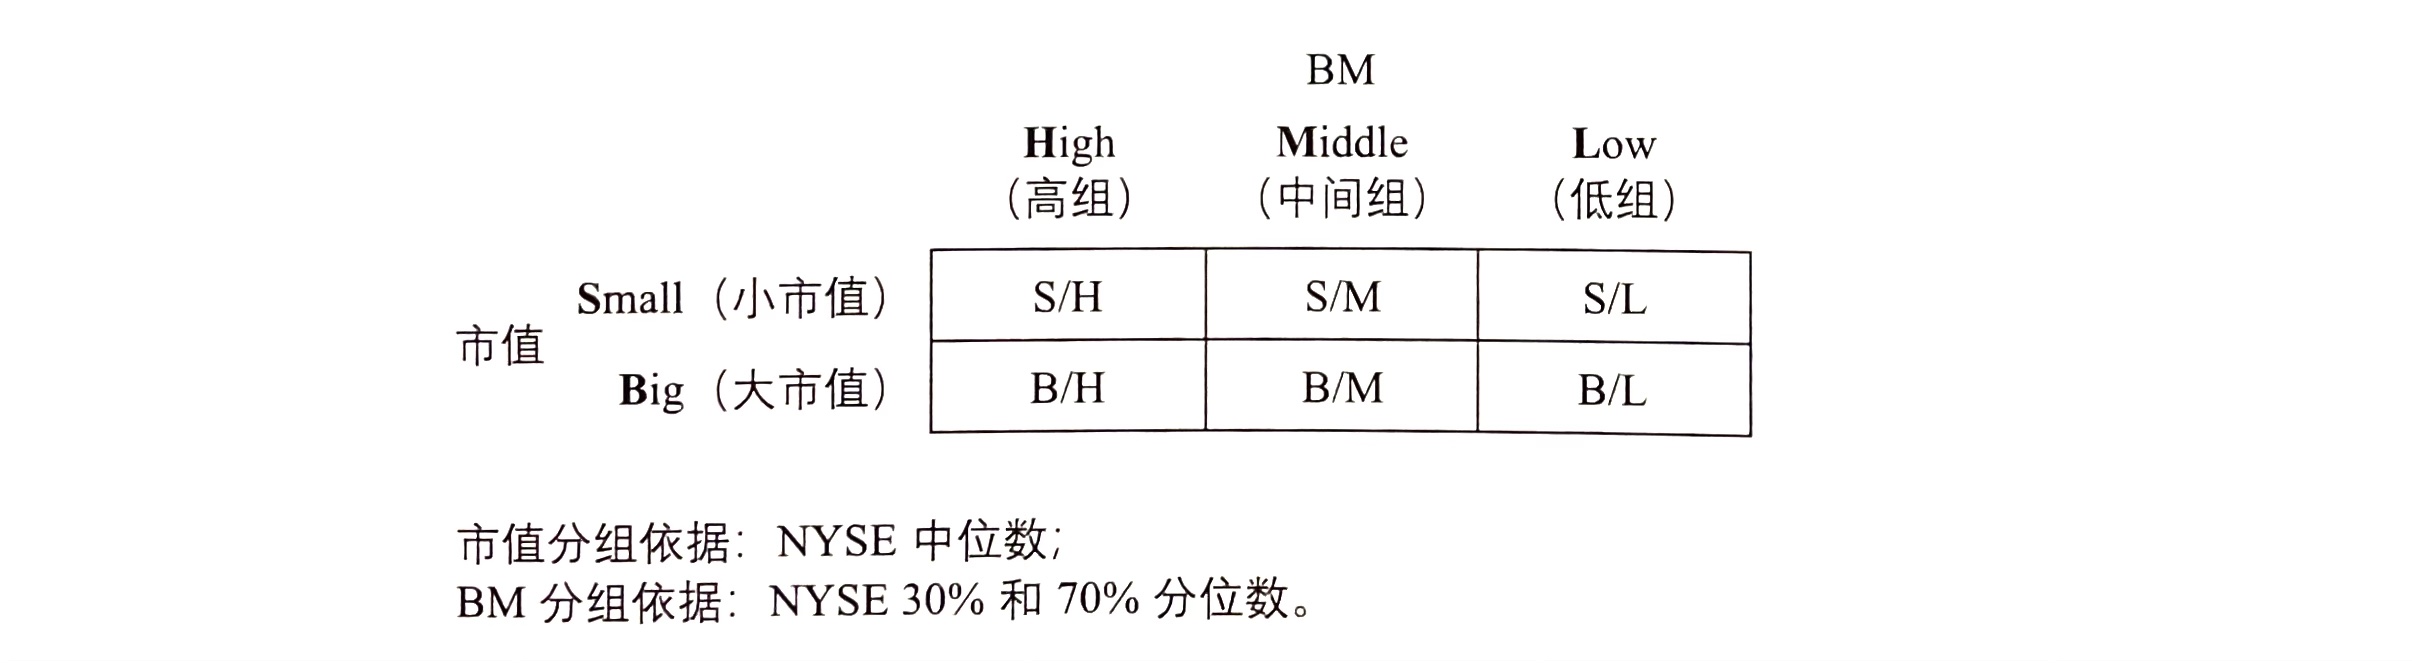 BM
High Middle Low
（高组） （中间组） （低组）
Small（小市值） S/H S/M S/L
市值
Big（大市值） B/H B/M B/L
市值分组依据：NYSE 中位数；
BM 分组依据：NYSE 30% 和 70% 分位数。